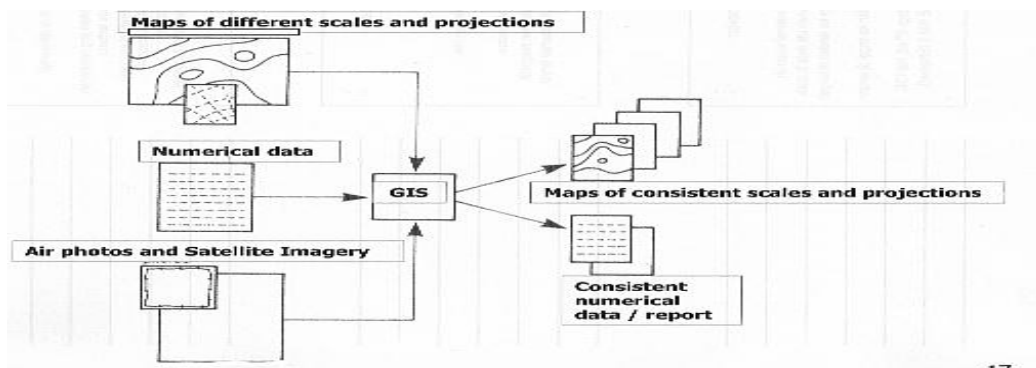 Maps of different scales and projections
Numerical data
GIS
Maps of consistent scales and projections
Air photos and Satellite Imagery
Consistent
numerical
data / report